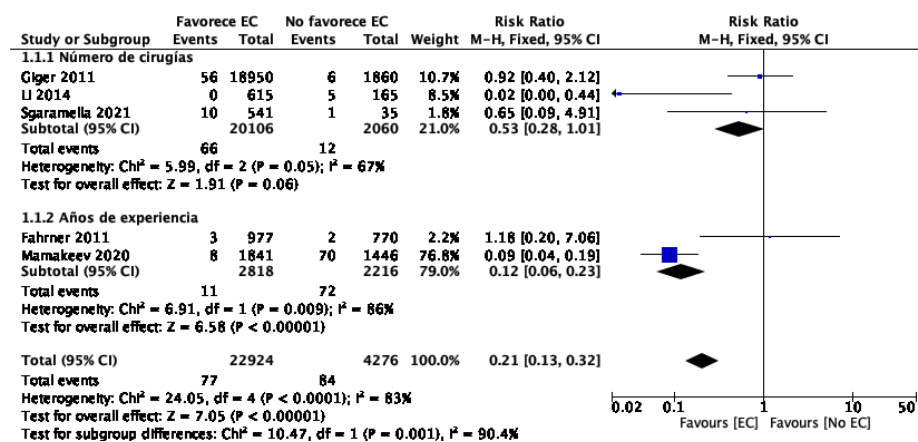 Favorece EC No favorece EC Risk Ratio Risk Ratio
Study or Subgroup Events Total Events Total Weight M-H, Fixed, 95% CI M-H, Fixed, 95% CI
1.1.1 Número de cirugías
Giger 2011 56 18950 6 1860 10.7% 0.92 [0.40, 2.12]
LI 2014 0 615 5 165 8.5% 0.02 [0.00, 0.44]
Sgaramella 2021 10 541 1 35 1.8% 0.65 [0.09, 4.91]
Subtotal (95% CI) 20106 2060 21.0% 0.53 [0.28, 1.01]
Total events 66 12
Heterogeneity: Chi² = 5.99, df = 2 (P = 0.05); I² = 67%
Test for overall effect: Z = 1.91 (P = 0.06)
1.1.2 Años de experiencia
Fahrner 2011 3 977 2 770 2.2% 1.18 [0.20, 7.06]
Mamakeev 2020 8 1841 70 1446 76.8% 0.09 [0.04, 0.19]
Subtotal (95% CI) 2818 2216 79.0% 0.12 [0.06, 0.23]
Total events 11 72
Heterogeneity: Chi² = 6.91, df = 1 (P = 0.009); I² = 86%
Test for overall effect: Z = 6.58 (P < 0.00001)
Total (95% CI) 22924 4276 100.0% 0.21 [0.13, 0.32]
Total events 77 84
Heterogeneity: Chi² = 24.05, df = 4 (P < 0.0001); I² = 83%
Test for overall effect: Z = 7.05 (P < 0.00001)
Test for subgroup differences: Chi² = 10.47, df = 1 (P = 0.001), I² = 90.4%
0.02 0.1 1 10 50
Favours [EC] Favours [No EC]